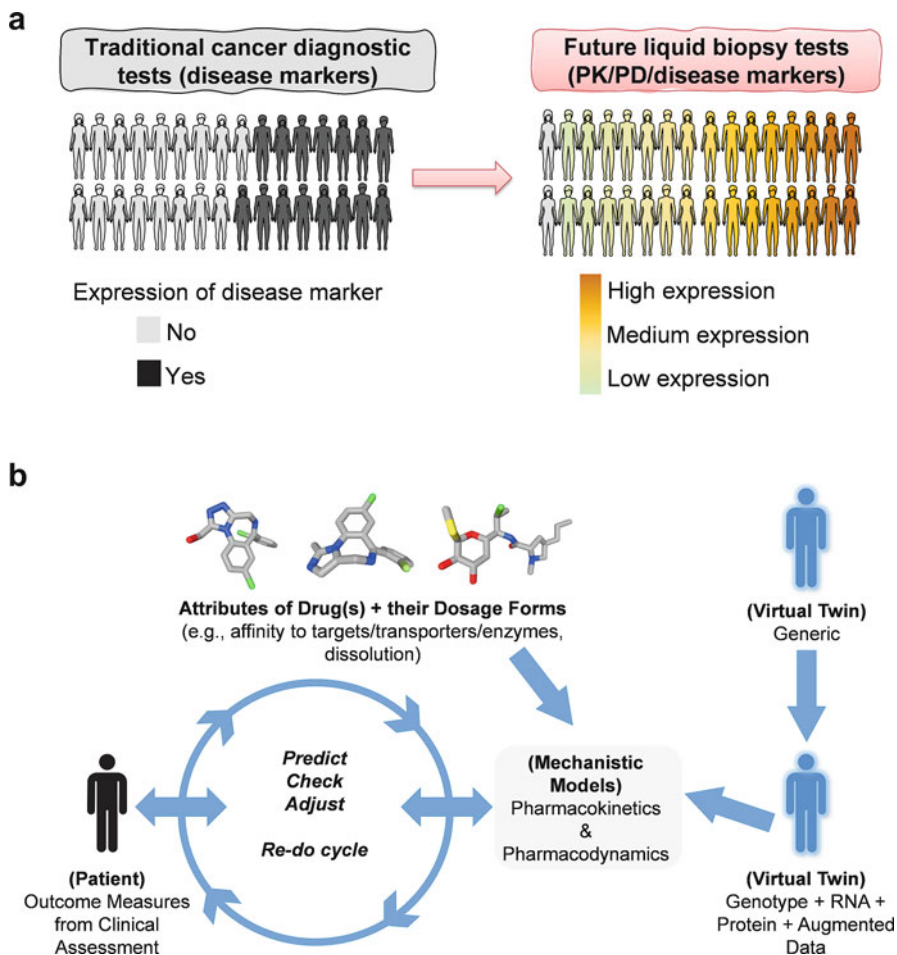 a
Traditional cancer diagnostic
tests (disease markers)
Future liquid biopsy tests
(PK/PD/disease markers)
Expression of disease marker
No
Yes
High expression
Medium expression
Low expression
b
Attributes of Drug(s) + their Dosage Forms
(e.g., affinity to targets/transporters/enzymes,
dissolution)
(Virtual Twin)
Generic
Predict
Check
Adjust
Re-do cycle
(Mechanistic
Models)
Pharmacokinetics
&
Pharmacodynamics
(Patient)
Outcome Measures
from Clinical
Assessment
(Virtual Twin)
Genotype + RNA +
Protein + Augmented
Data